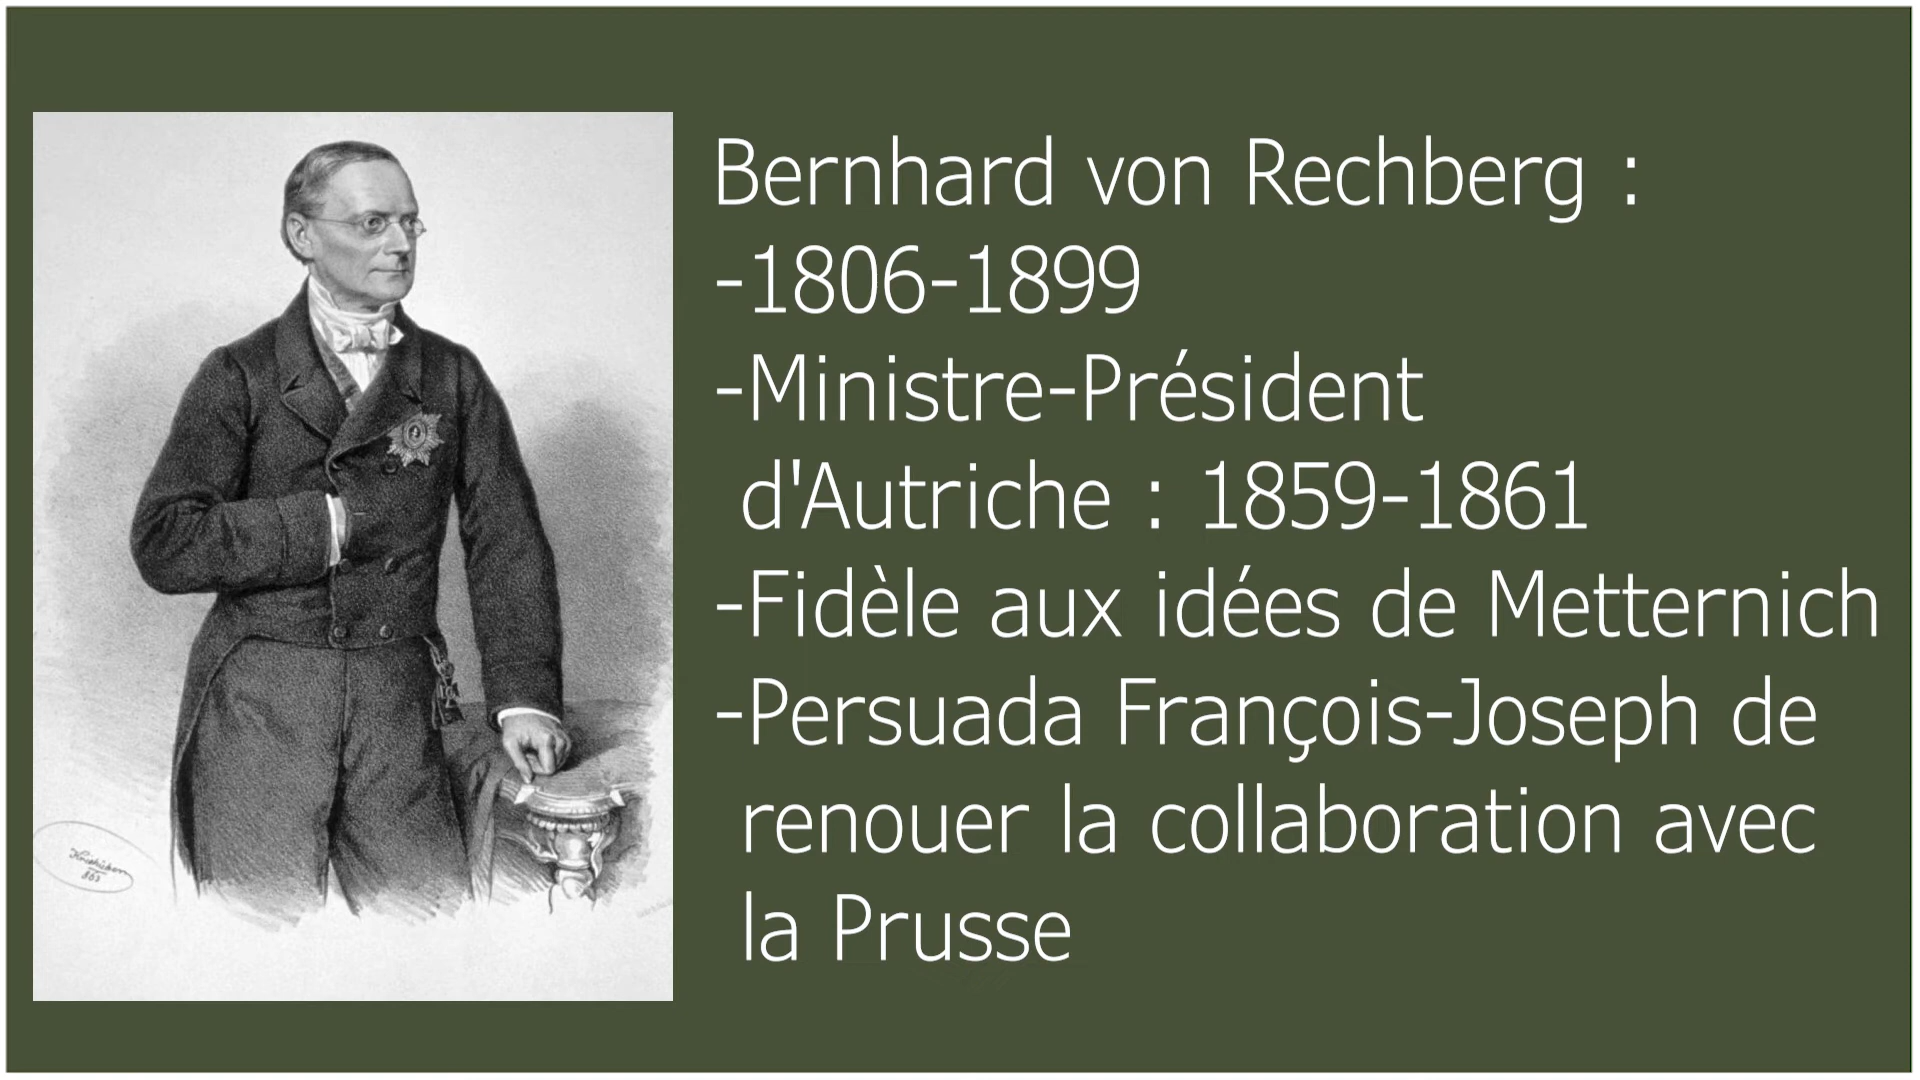 Bernhard von Rechberg :
-1806-1899
-Ministre-Président
d'Autriche : 1859-1861
-Fidèle aux idées de Metternich
-Persuada François-Joseph de
renouer la collaboration avec
la Prusse